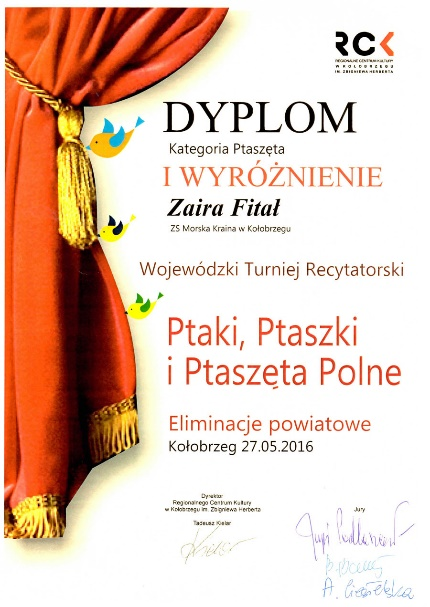 RCK
REGIONALNE CENTRUM KULTURY
W KOŁOBRZEGU
IM. ZBIGNIEWA HERBERTA
DYPLOM
Kategoria Ptaszęta
I WYRÓŻNIENIE
Zaira Fitał
ZS Morska Kraina w Kołobrzegu
Wojewódzki Turniej Recytatorski
Ptaki, Ptaszki
i Ptaszęta Polne
Eliminacje powiatowe
Kołobrzeg 27.05.2016
Dyrektor
Regionalnego Centrum Kultury
w Kołobrzegu im. Zbigniewa Herberta
Tadeusz Kielar
Jury